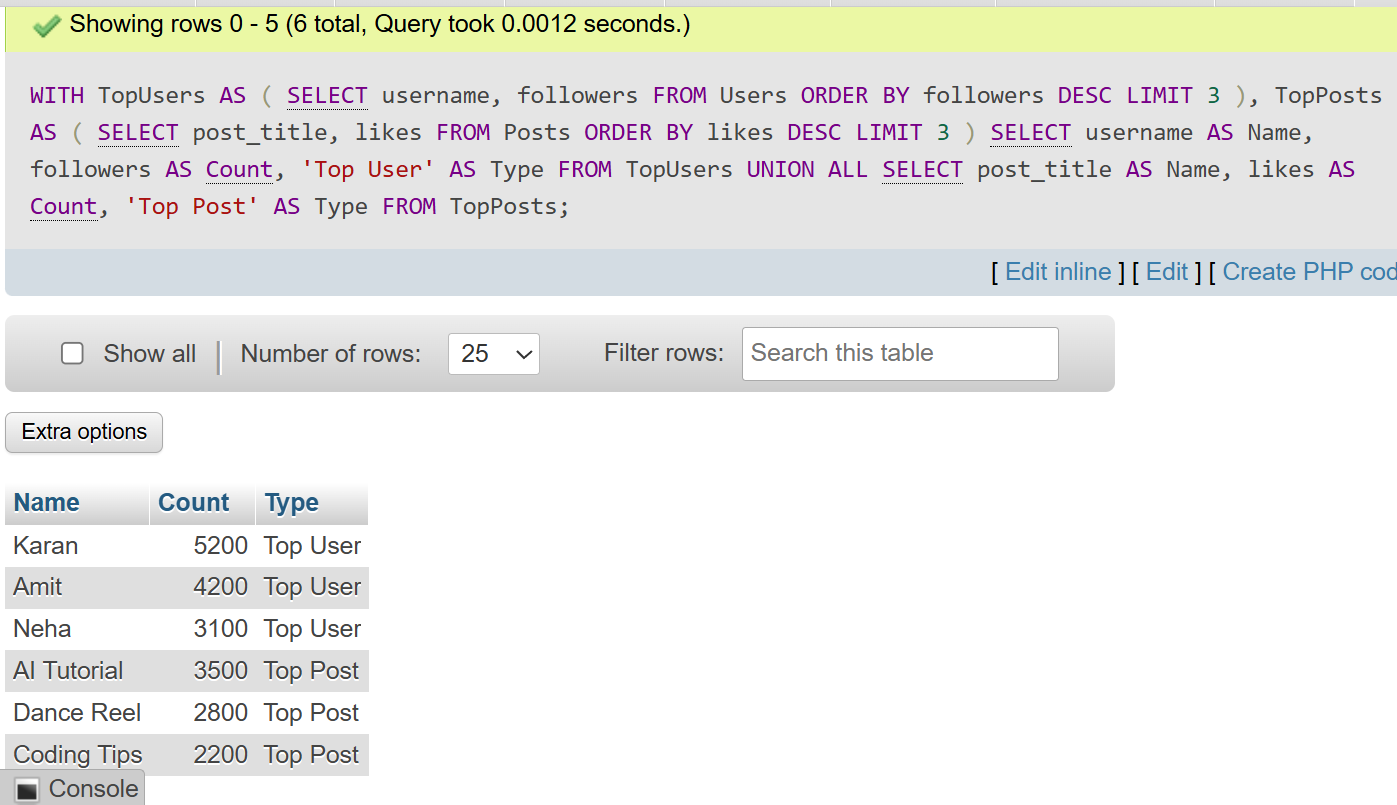 Showing rows 0 - 5 (6 total, Query took 0.0012 seconds.)
WITH TopUsers AS ( SELECT username, followers FROM Users ORDER BY followers DESC LIMIT 3 ), TopPosts
AS ( SELECT post_title, likes FROM Posts ORDER BY likes DESC LIMIT 3 ) SELECT username AS Name,
followers AS Count, 'Top User' AS Type FROM TopUsers UNION ALL SELECT post_title AS Name, likes AS
Count, 'Top Post' AS Type FROM TopPosts;
[ Edit inline ] [ Edit ] [ Create PHP cod
Show all | Number of rows: 25 Filter rows: Search this table
Extra options
Name Count Type
Karan 5200 Top User
Amit 4200 Top User
Neha 3100 Top User
AI Tutorial 3500 Top Post
Dance Reel 2800 Top Post
Coding Tips 2200 Top Post
Console